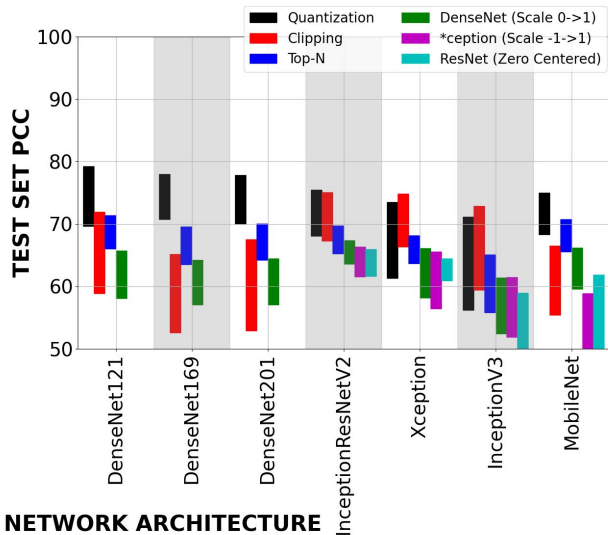 Quantization
Clipping
Top-N
DenseNet (Scale 0->1)
*ception (Scale -1->1)
ResNet (Zero Centered)
TEST SET PCC
100
90
80
70
60
50
DenseNet121
DenseNet169
DenseNet201
InceptionResNetV2
Xception
InceptionV3
MobileNet
NETWORK ARCHITECTURE